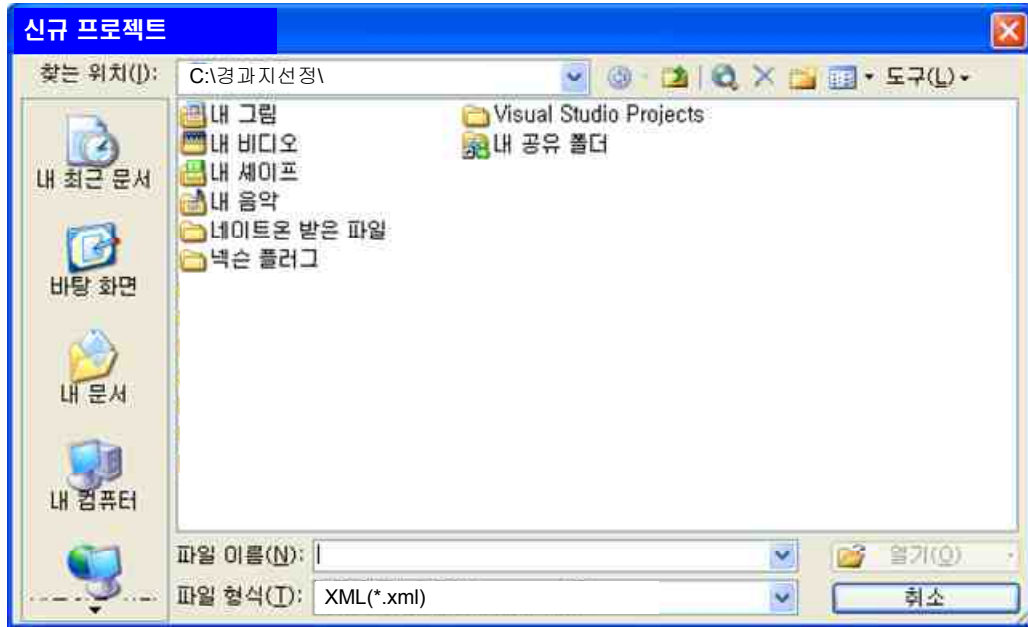 신규 프로젝트
찾는 위치(I):
C:\경과지선정\
도구(L)
내 최근 문서
바탕 화면
내 문서
내 컴퓨터
내 그림
내 비디오
내 셰이프
내 음악
네이트온 받은 파일
넥슨 플러그
Visual Studio Projects
내 공유 폴더
파일 이름(N):
열기(O)
파일 형식(T):
XML(*.xml)
취소